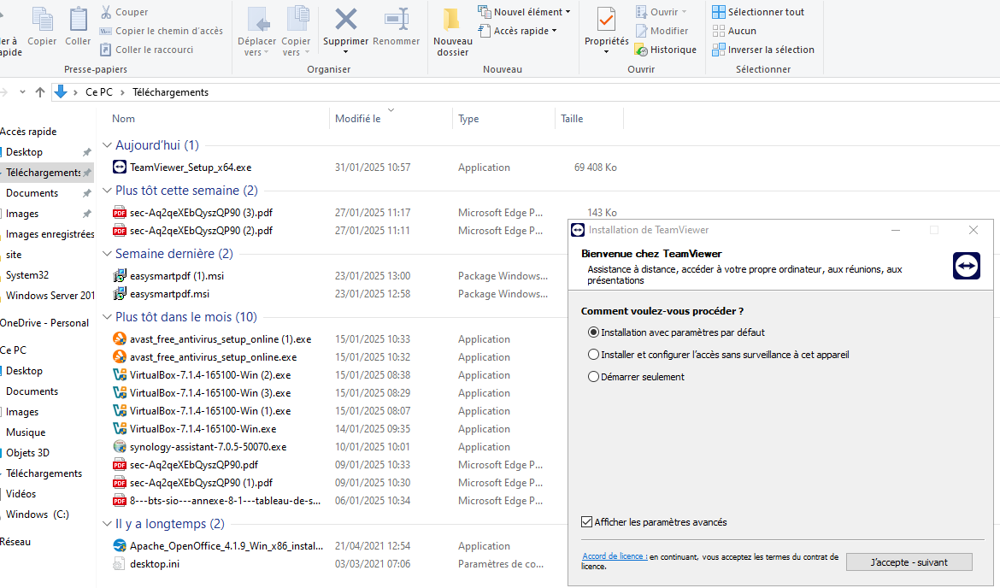 Couper
Copier le chemin d'accès
Coller le raccourci
Copier
Coller
Presse-papiers
Déplacer vers
Copier vers
Supprimer
Renommer
Organiser
Nouveau dossier
Nouvel élément
Accès rapide
Nouveau
Propriétés
Ouvrir
Modifier
Historique
Ouvrir
Sélectionner tout
Aucun
Inverser la sélection
Sélectionner
Ce PC > Téléchargements
Accès rapide
Desktop
Téléchargements
Documents
Images
Images enregistrées
site
System32
Windows Server 201
OneDrive - Personal
Ce PC
Desktop
Documents
Images
Musique
Objets 3D
Téléchargements
Vidéos
Windows (C:)
Réseau
Nom Modifié le Type Taille
Aujourd'hui (1)
TeamViewer_Setup_x64.exe 31/01/2025 10:57 Application 69 408 Ko
Plus tôt cette semaine (2)
sec-Aq2qeXEbQyszQP90 (3).pdf 27/01/2025 11:17 Microsoft Edge P... 143 Ko
sec-Aq2qeXEbQyszQP90 (2).pdf 27/01/2025 11:11 Microsoft Edge P...
Semaine dernière (2)
easysmartpdf (1).msi 23/01/2025 13:00 Package Windows...
easysmartpdf.msi 23/01/2025 12:58 Package Windows...
Plus tôt dans le mois (10)
avast_free_antivirus_setup_online (1).exe 15/01/2025 10:33 Application
avast_free_antivirus_setup_online.exe 15/01/2025 10:32 Application
VirtualBox-7.1.4-165100-Win (2).exe 15/01/2025 08:38 Application
VirtualBox-7.1.4-165100-Win (3).exe 15/01/2025 08:29 Application
VirtualBox-7.1.4-165100-Win (1).exe 15/01/2025 08:07 Application
VirtualBox-7.1.4-165100-Win.exe 14/01/2025 09:35 Application
synology-assistant-7.0.5-50070.exe 10/01/2025 10:01 Application
sec-Aq2qeXEbQyszQP90.pdf 09/01/2025 10:33 Microsoft Edge P...
sec-Aq2qeXEbQyszQP90 (1).pdf 09/01/2025 10:30 Microsoft Edge P...
8---bts-sio---annexe-8-1---tableau-de-s... 06/01/2025 10:34 Microsoft Edge P...
Il y a longtemps (2)
Apache_OpenOffice_4.1.9_Win_x86_instal... 21/04/2021 12:54 Application
desktop.ini 03/03/2021 07:06 Paramètres de co...
Installation de TeamViewer
Bienvenue chez TeamViewer
Assistance à distance, accéder à votre propre ordinateur, aux réunions, aux
présentations
Comment voulez-vous procéder ?
Installation avec paramètres par défaut
Installer et configurer l'accès sans surveillance à cet appareil
Démarrer seulement
Afficher les paramètres avancés
Accord de licence : en continuant, vous acceptez les termes du contrat de
licence.
J'accepte - suivant